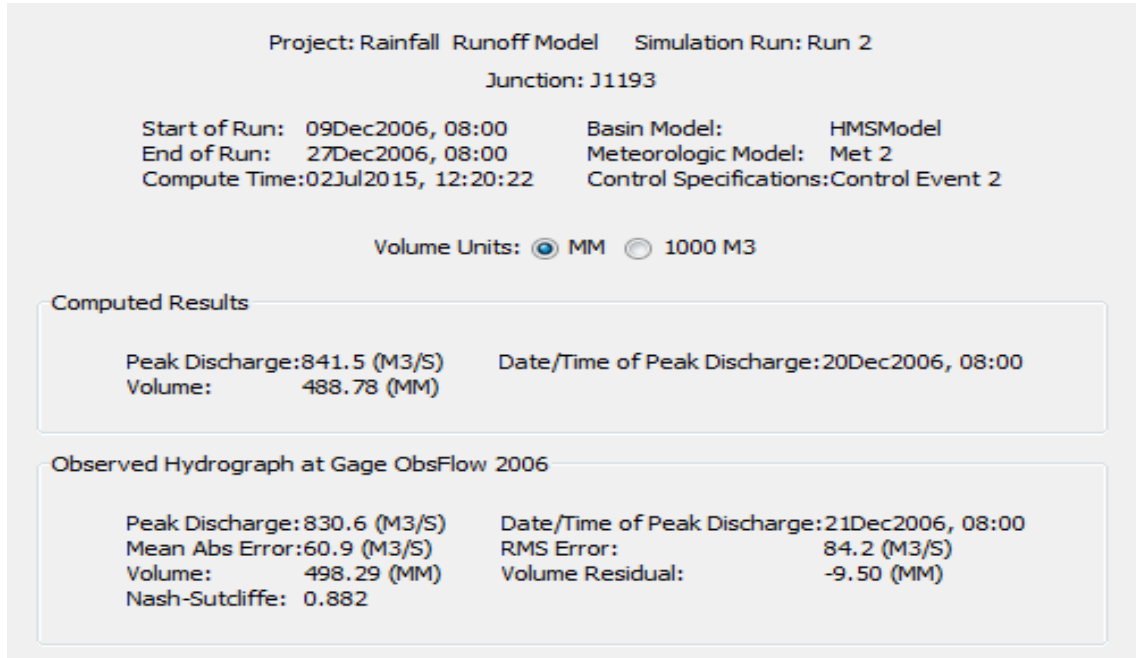 Project: Rainfall Runoff Model Simulation Run: Run 2
Junction: J1193
Start of Run: 09Dec2006, 08:00 Basin Model: HMSModel
End of Run: 27Dec2006, 08:00 Meteorologic Model: Met 2
Compute Time:02Jul2015, 12:20:22 Control Specifications:Control Event 2
Volume Units: MM 1000 M3
Computed Results
Peak Discharge:841.5 (M3/S) Date/Time of Peak Discharge:20Dec2006, 08:00
Volume: 488.78 (MM)
Observed Hydrograph at Gage ObsFlow 2006
Peak Discharge:830.6 (M3/S) Date/Time of Peak Discharge:21Dec2006, 08:00
Mean Abs Error:60.9 (M3/S) RMS Error: 84.2 (M3/S)
Volume: 498.29 (MM) Volume Residual: -9.50 (MM)
Nash-Sutcliffe: 0.882